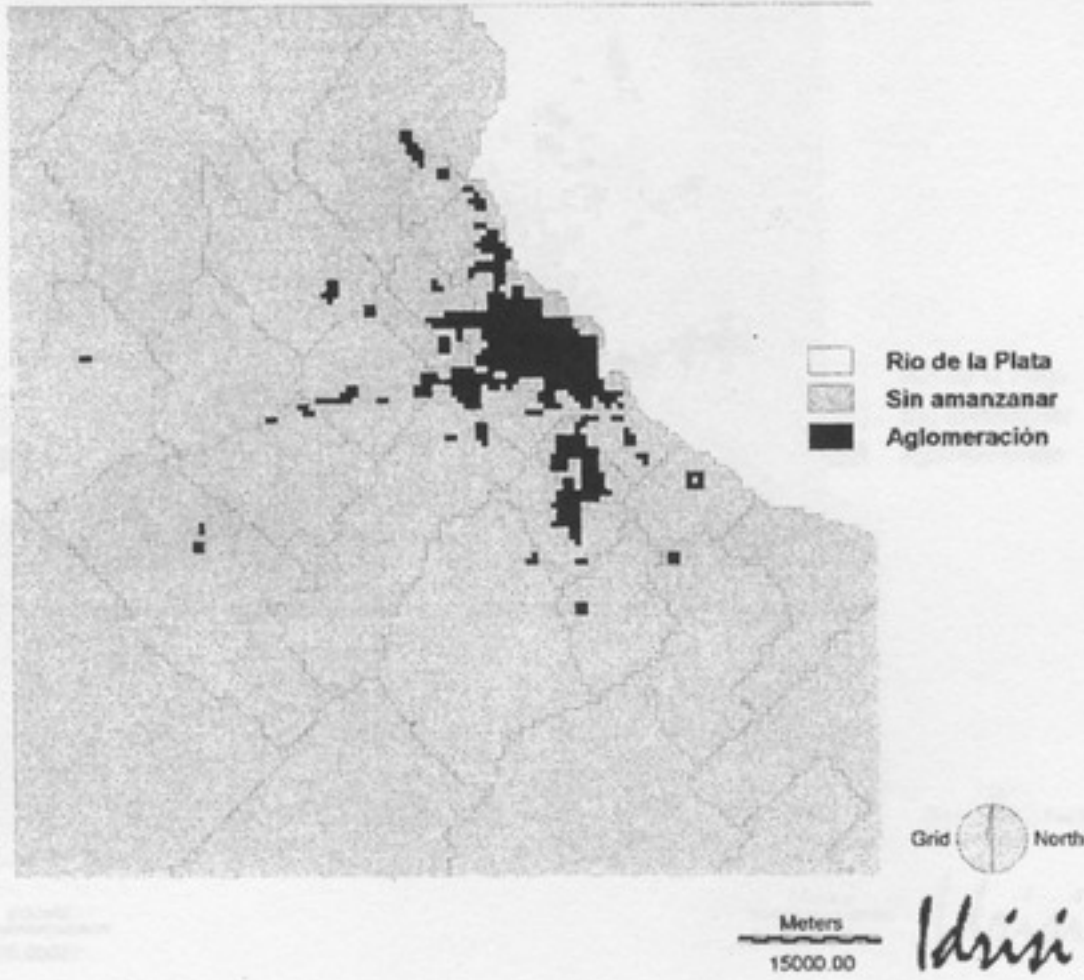 Rio de la Plata
Sin amanzanar
Aglomeración
Grid North
Meters
15000.00
Idrisi